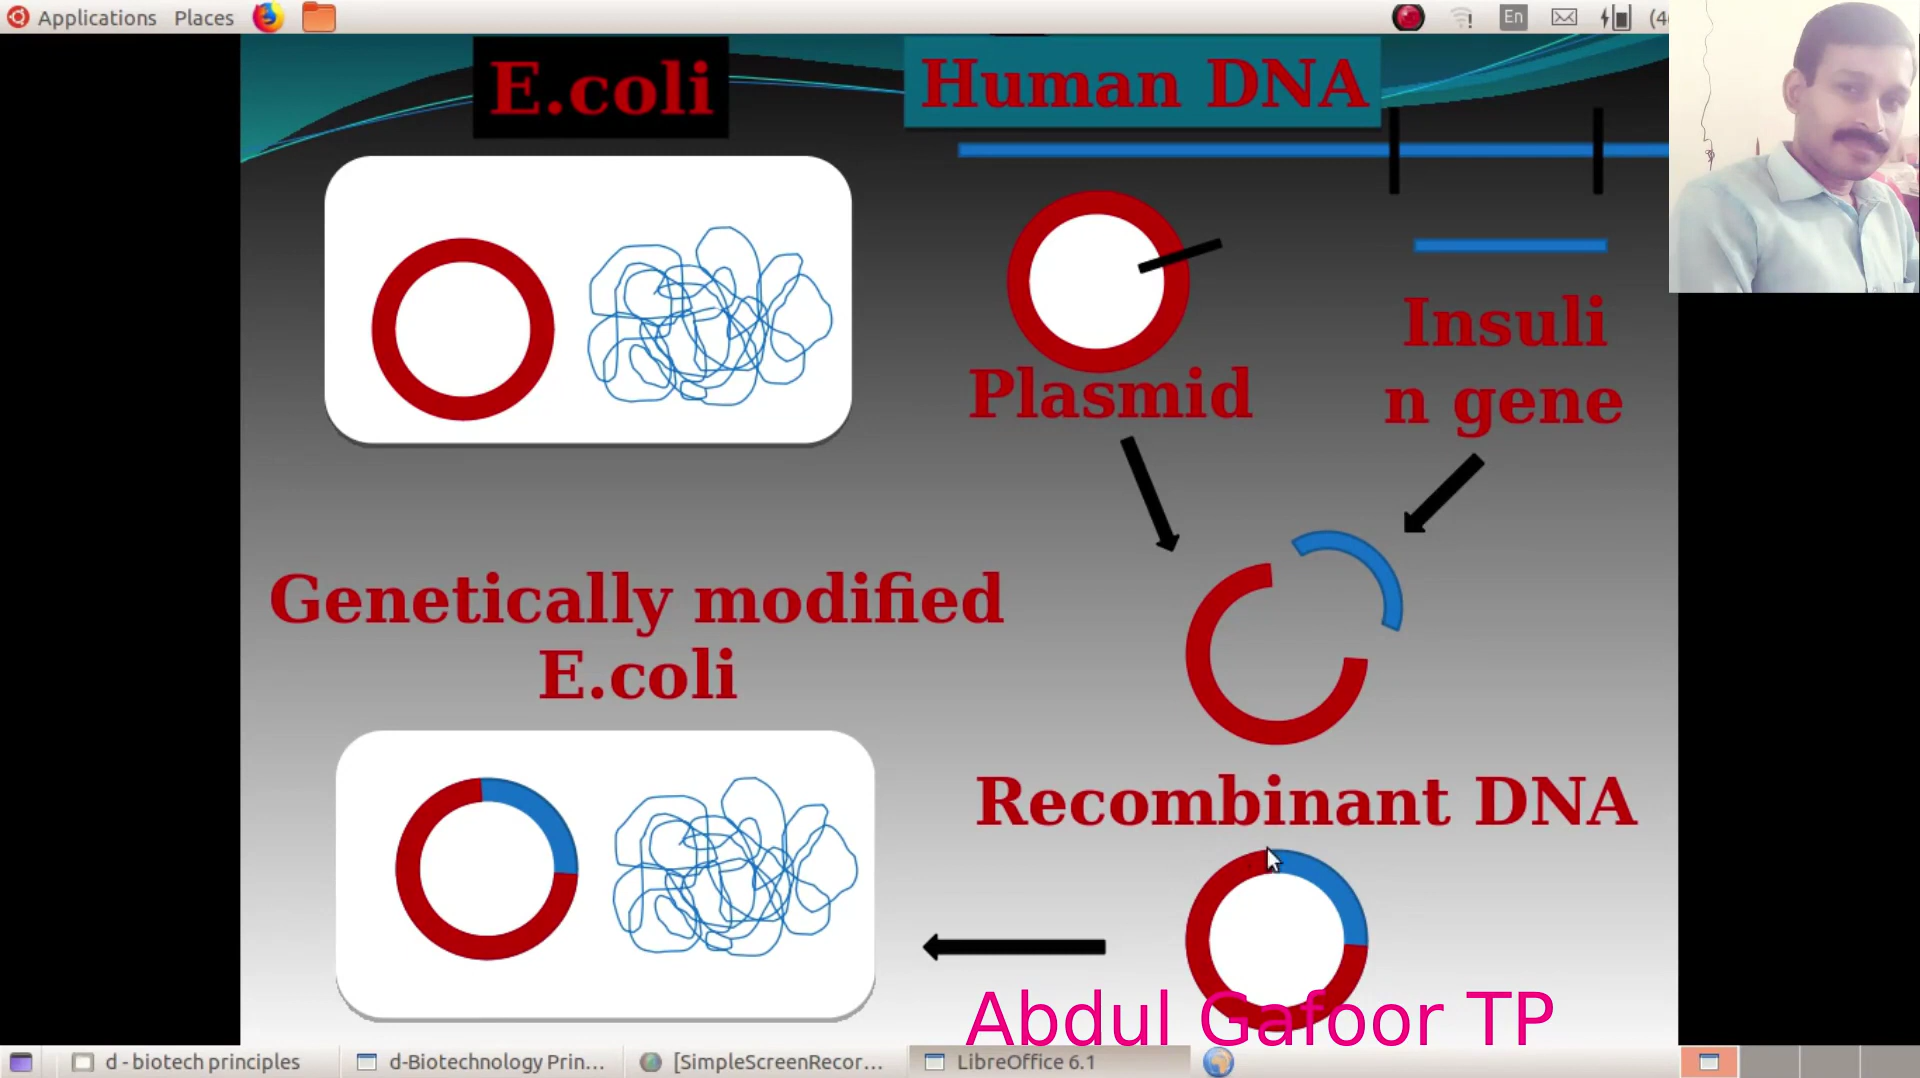 Applications Places
En
(4
E.coli
Human DNA
Plasmid
Insuli
n gene
Genetically modified
E.coli
Recombinant DNA
Abdul Gafoor TP
d - biotech principles
d-Biotechnology Prin...
[SimpleScreenRecor...
LibreOffice 6.1